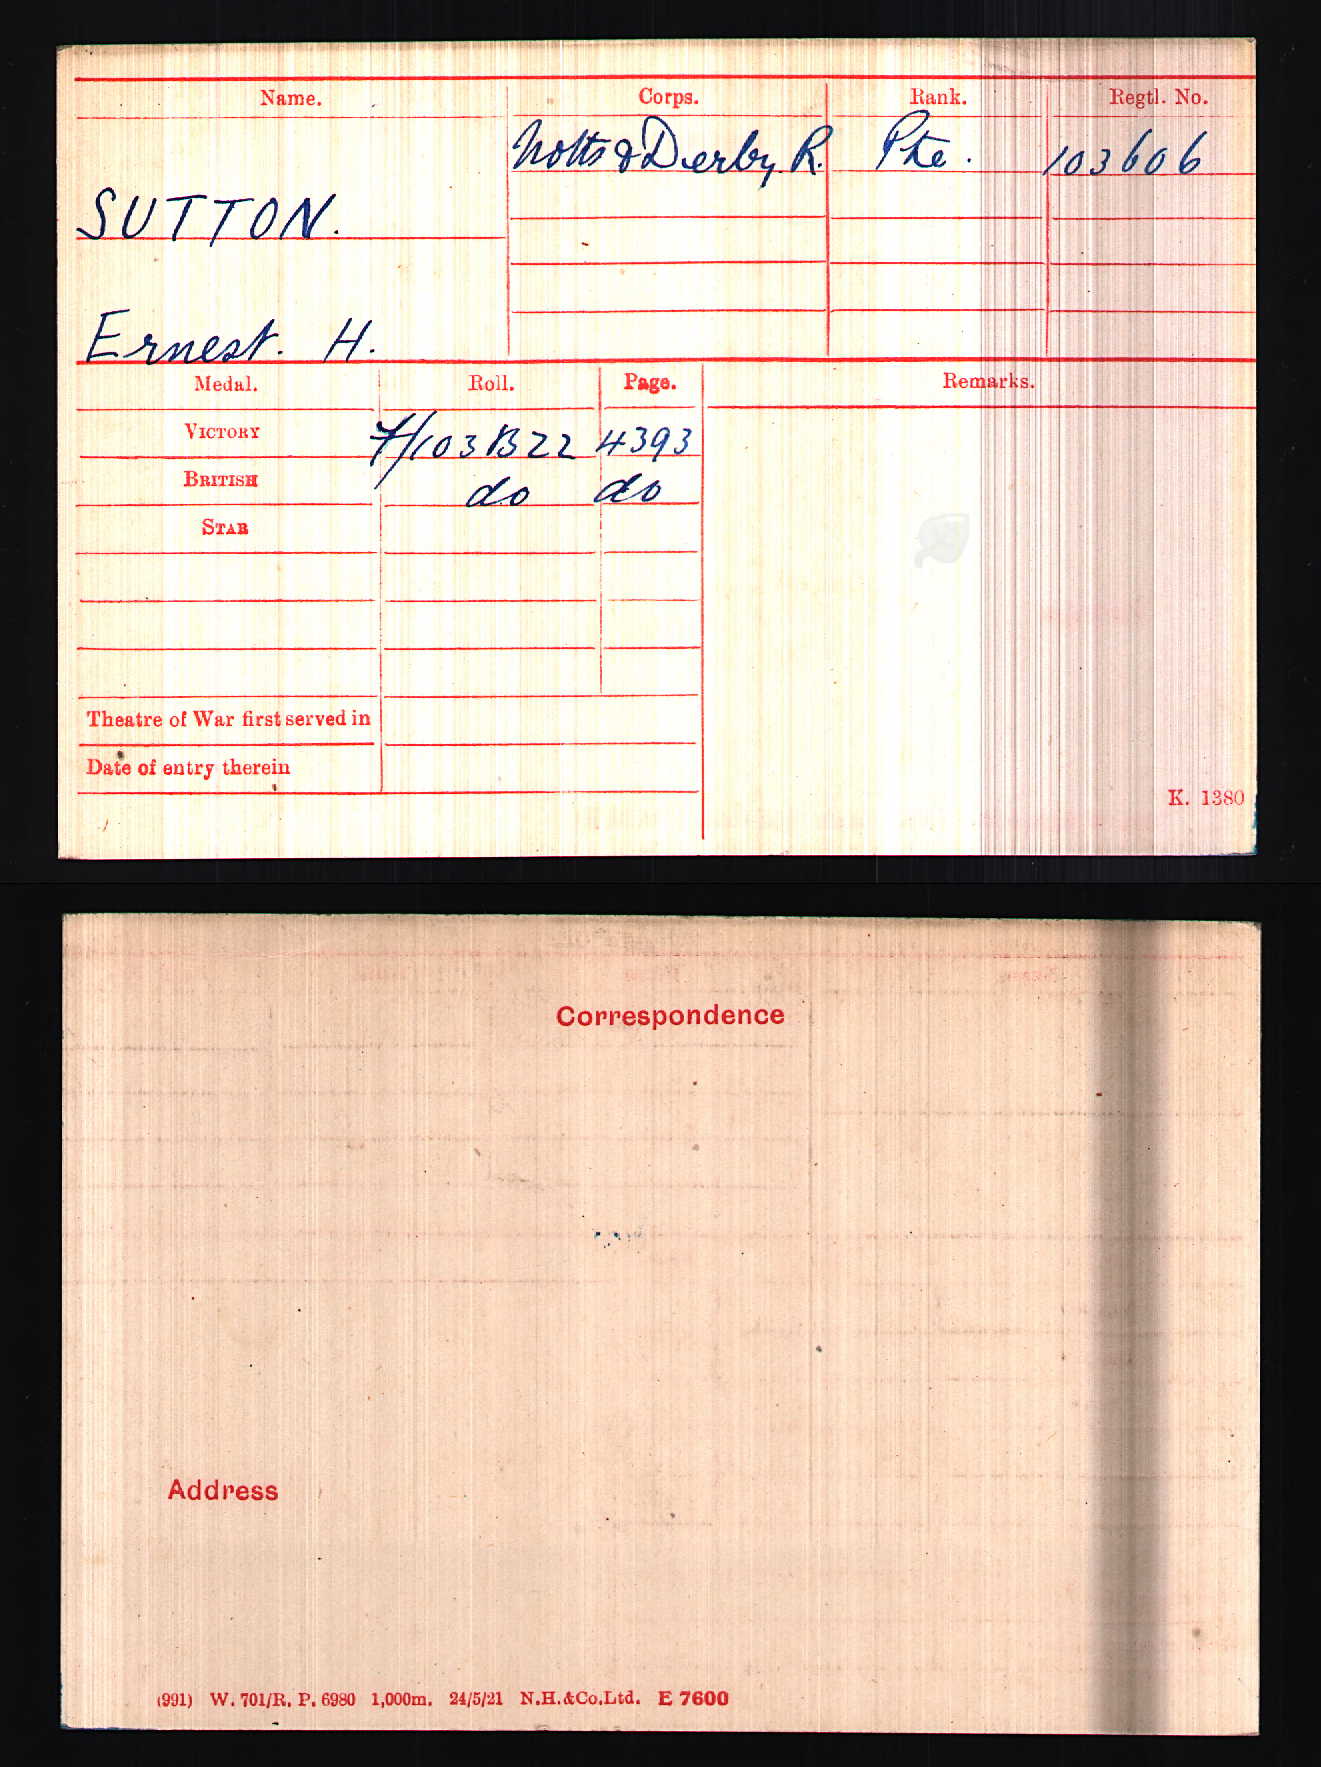 Name. Corps. Rank. Regtl. No.
Notts & Derby R. Pte. 103606
SUTTON.
Ernest. H.
Medal. Roll. Page. Remarks.
VICTORY F/103B22 4393
BRITISH do do
STAR
Theatre of War first served in
Date of entry therein
K. 1380
Correspondence
Address
(991) W. 701/R. P. 6980 1,000m. 24/5/21 N.H.&Co.Ltd. E 7600